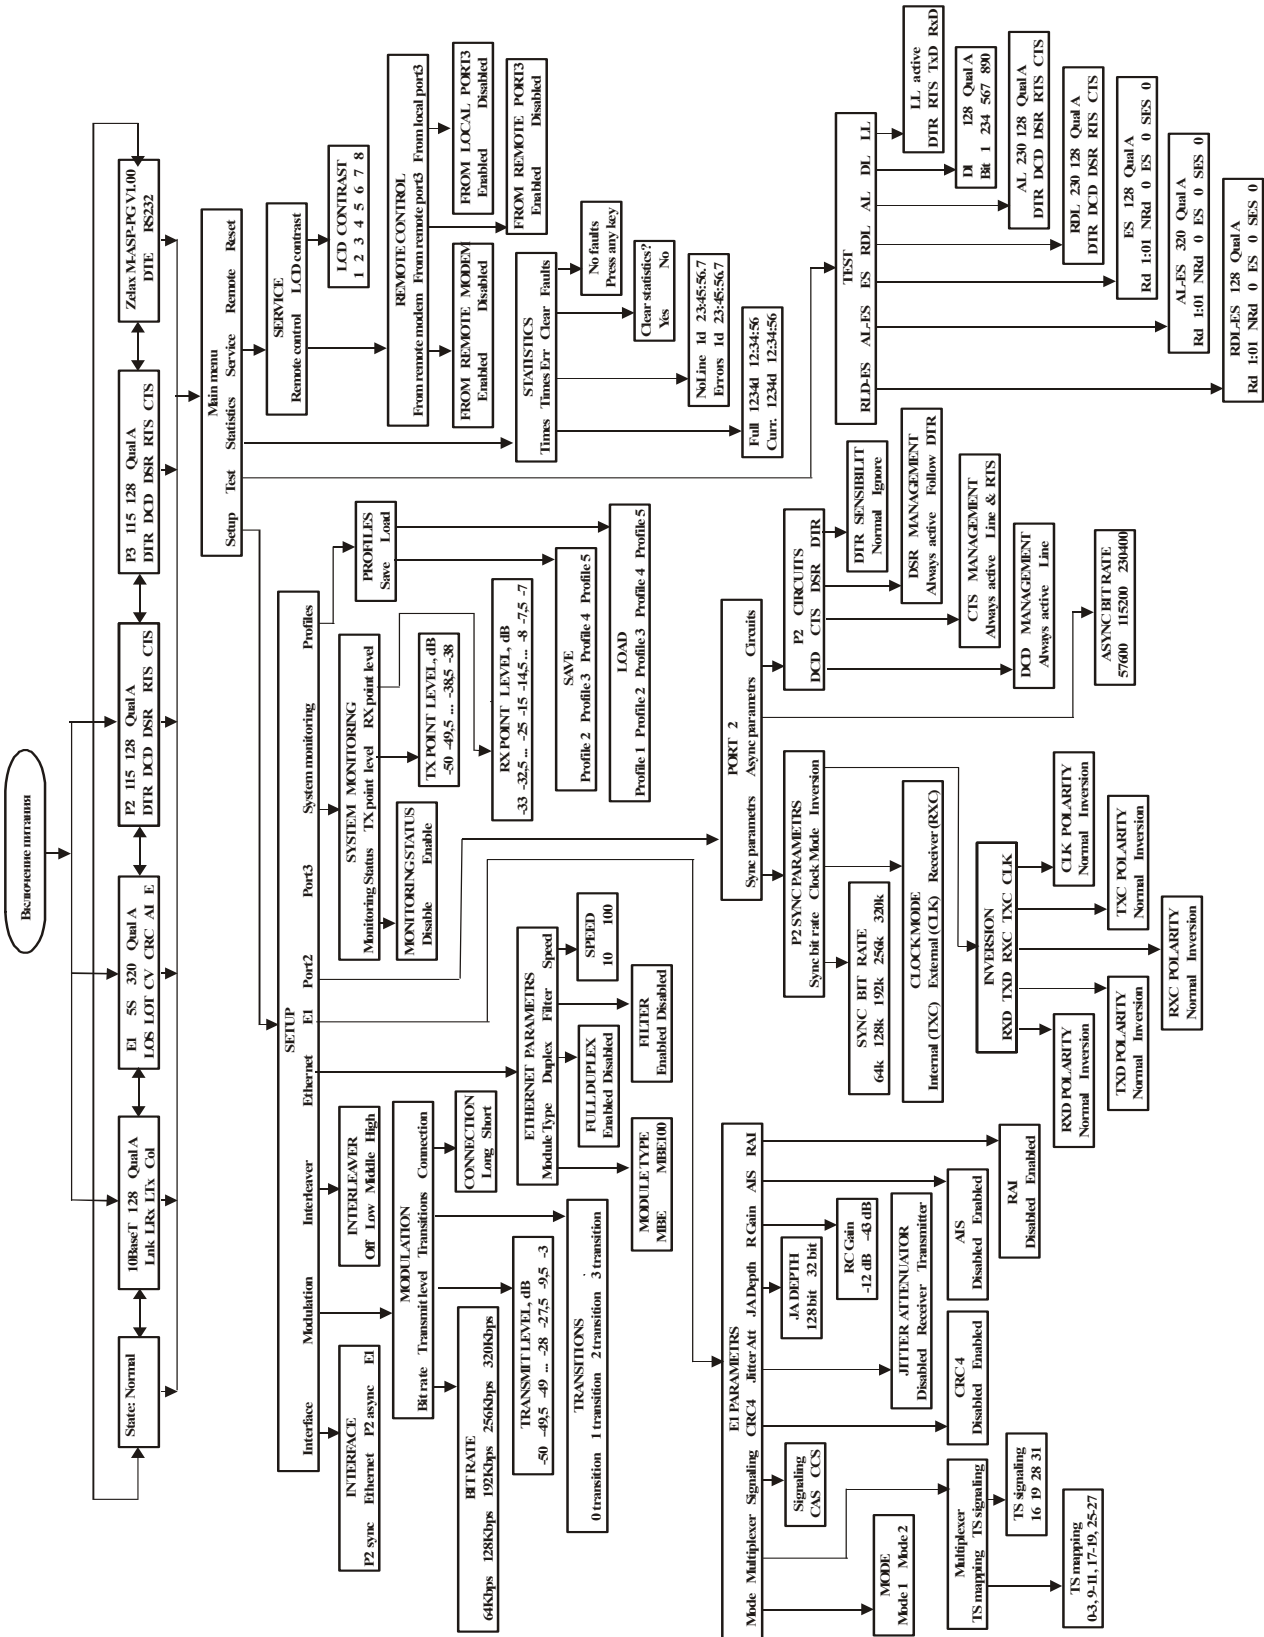 Включение питания
State: Normal
10BaseT 128 Qual A
Lnk LRx LTx Col
E1 5S 320 Qual A
LOS LOT CV CRC AI E
P2 115 128 Qual A
DTR DCD DSR RTS CTS
P3 115 128 Qual A
DTR DCD DSR RTS CTS
Zelax M-ASP-PG V1.00
DTE RS232
Main menu
Setup Test Statistics Service Remote Reset
SETUP
Interface Modulation Interleaver Ethernet E1 Port2 Port3 System monitoring Profiles
INTERFACE
P2 sync Ethernet P2 async E1
INTERLEAVER
Off Low Middle High
MODULATION
Bit rate Transmit level Transitions Connection
BIT RATE
64Kbps 128Kbps 192Kbps 256Kbps 320Kbps
TRANSMIT LEVEL, dB
-50 -49,5 -49 ... -28 -27,5 -9,5 -3
TRANSITIONS
0 transition 1 transition 2 transition 3 transition
CONNECTION
Long Short
ETHERNET PARAMETRS
Module Type Duplex Filter Speed
MODULE TYPE
MBE MBE100
FULL DUPLEX
Enabled Disabled
FILTER
Enabled Disabled
SPEED
10 100
SYSTEM MONITORING
Monitoring Status TX point level RX point level
MONITORING STATUS
Disable Enable
TX POINT LEVEL, dB
-50 -49,5 ... -38,5 -38
RX POINT LEVEL, dB
-33 -32,5 ... -25 -15 -14,5 ... -8 -7,5 -7
PROFILES
Save Load
SAVE
Profile 2 Profile 3 Profile 4 Profile 5
LOAD
Profile 1 Profile 2 Profile 3 Profile 4 Profile 5
SERVICE
Remote control LCD contrast
LCD CONTRAST
1 2 3 4 5 6 7 8
REMOTE CONTROL
From remote modem From remote port3 From local port3
FROM REMOTE MODEM
Enabled Disabled
FROM LOCAL PORT3
Enabled Disabled
FROM REMOTE PORT3
Enabled Disabled
STATISTICS
Times Times Err Clear Faults
No faults
Press any key
Clear statistics?
Yes No
NoLine 1d 23:45:56.7
Errors 1d 23:45:56.7
Full 1234d 12:34:56
Curr. 1234d 12:34:56
E1 PARAMETRS
Mode Multiplexer Signaling CRC4 Jitter Att JA Depth R Gain AIS RAI
MODE
Mode 1 Mode 2
Multiplexer
TS mapping TS signaling
TS mapping
0-3, 9-11, 17-19, 25-27
TS signaling
16 19 28 31
Signaling
CAS CCS
CRC 4
Disabled Enabled
JITTER ATTENUATOR
Disabled Receiver Transmitter
JA DEPTH
128 bit 32 bit
RC Gain
-12 dB -43 dB
AIS
Disabled Enabled
RAI
Disabled Enabled
PORT 2
Sync parametrs Async parametrs Circuits
P2 SYNC PARAMETRS
Sync bit rate Clock Mode Inversion
SYNC BIT RATE
64k 128k 192k 256k 320k
CLOCK MODE
Internal (TXC) External (CLK) Receiver (RXC)
INVERSION
RXD TXD RXC TXC CLK
RXD POLARITY
Normal Inversion
TXD POLARITY
Normal Inversion
RXC POLARITY
Normal Inversion
TXC POLARITY
Normal Inversion
CLK POLARITY
Normal Inversion
P2 CIRCUITS
DCD CTS DSR DTR
DTR SENSIBILIT
Normal Ignore
DSR MANAGEMENT
Always active Follow DTR
CTS MANAGEMENT
Always active Line & RTS
DCD MANAGEMENT
Always active Line
ASYNC BIT RATE
57600 115200 230400
TEST
RLD-ES AL-ES ES RDL AL DL LL
LL active
DTR RTS TxD RxD
Dl 128 Qual A
Bit 1 234 567 890
AL 230 128 Qual A
DTR DCD DSR RTS CTS
RDL 230 128 Qual A
DTR DCD DSR RTS CTS
ES 128 Qual A
Rd 1:01 NRd 0 ES 0 SES 0
AL-ES 320 Qual A
Rd 1:01 NRd 0 ES 0 SES 0
RDL-ES 128 Qual A
Rd 1:01 NRd 0 ES 0 SES 0